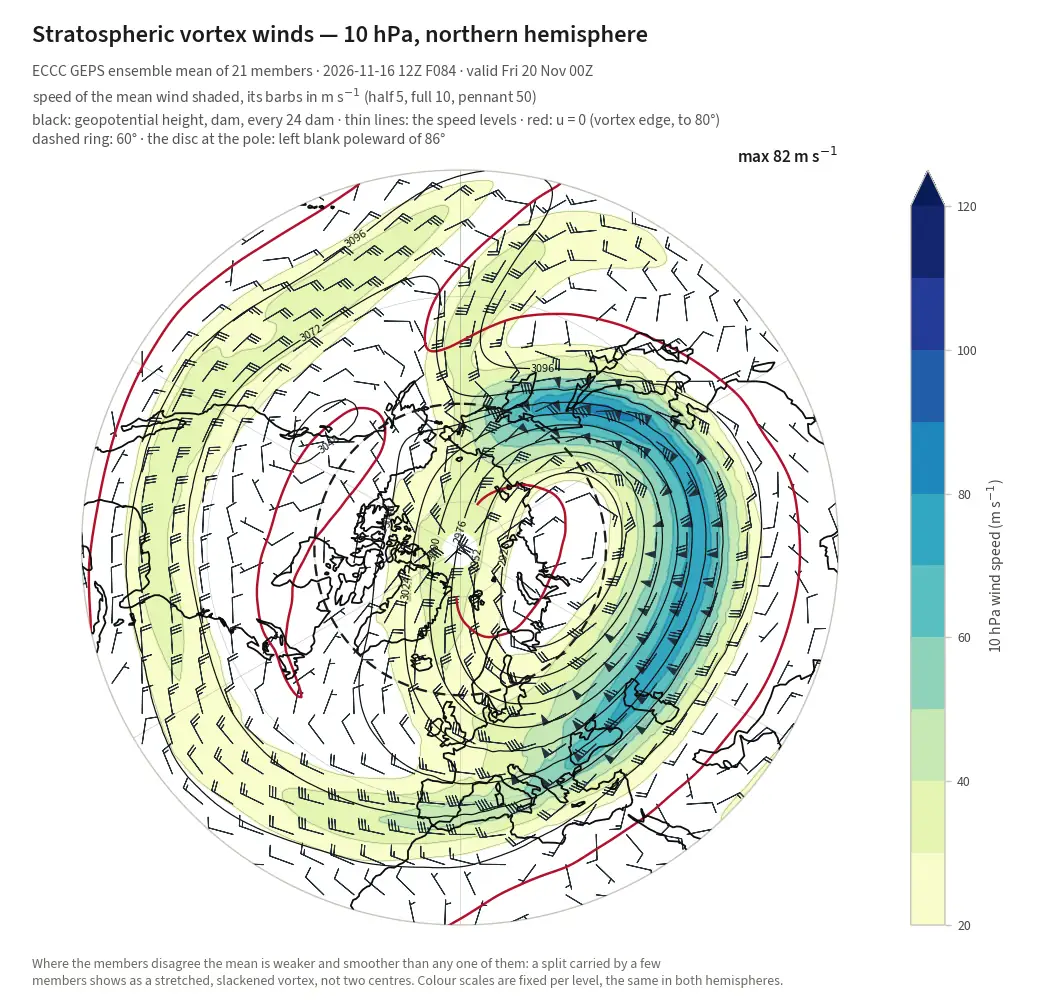 Stratospheric vortex winds — 10 hPa, northern hemisphere
ECCC GEPS ensemble mean of 21 members · 2026-11-16 12Z F084 · valid Fri 20 Nov 00Z
speed of the mean wind shaded, its barbs in m s⁻¹ (half 5, full 10, pennant 50)
black: geopotential height, dam, every 24 dam · thin lines: the speed levels · red: u = 0 (vortex edge, to 80°)
dashed ring: 60° · the disc at the pole: left blank poleward of 86°
max 82 m s⁻¹
3096
3072
3096
2976
120
100
80
60
40
20
10 hPa wind speed (m s⁻¹)
Where the members disagree the mean is weaker and smoother than any one of them: a split carried by a few
members shows as a stretched, slackened vortex, not two centres. Colour scales are fixed per level, the same in both hemispheres.